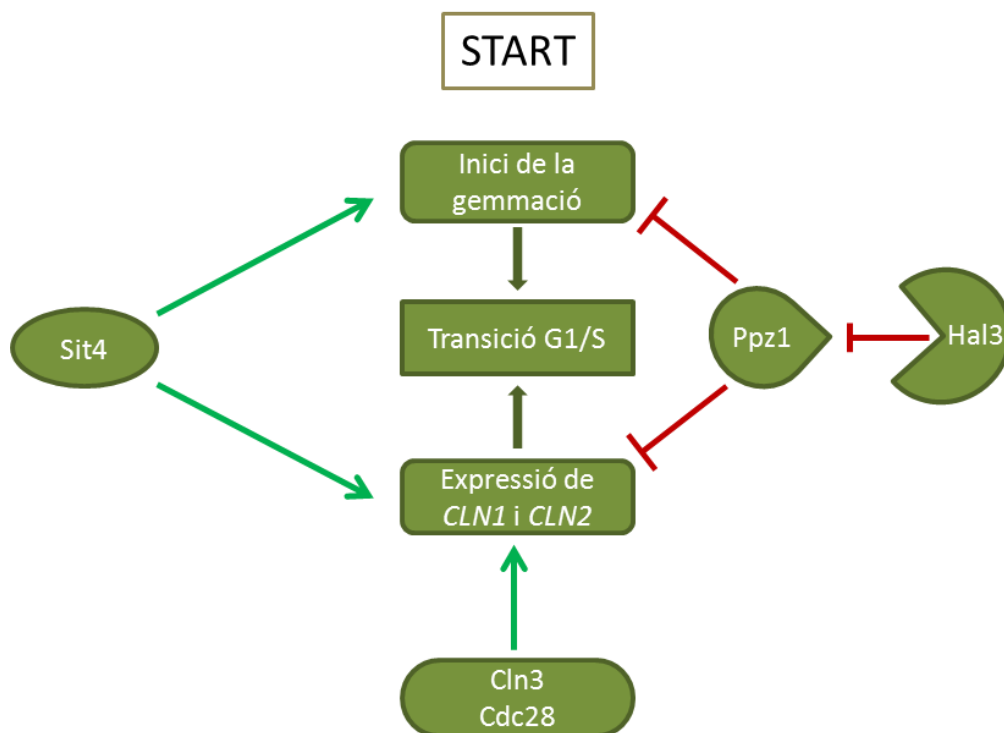 START
Inici de la
gemmació
Sit4
Transició G1/S
Ppz1
Hal3
Expressió de
CLN1 i CLN2
Cln3
Cdc28